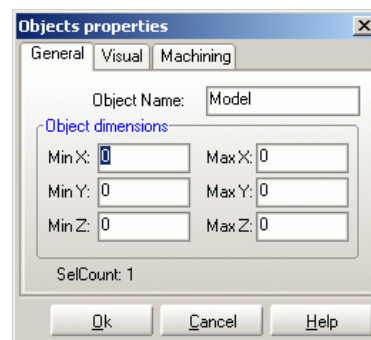 Objects properties
General Visual Machining
Object Name: Model
Object dimensions
Min X: 0 Max X: 0
Min Y: 0 Max Y: 0
Min Z: 0 Max Z: 0
SelCount: 1
Ok Cancel Help